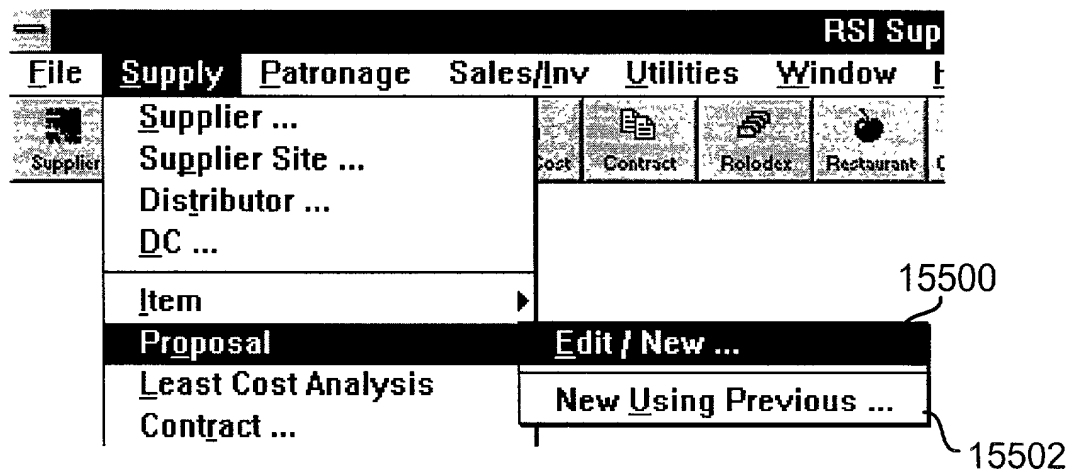 RSI Sup
File Supply Patronage Sales/Inv Utilities Window
Supplier Cost Contract Rolodex Restaurant
Supplier ...
Supplier Site ...
Distributor ...
DC ...
Item
Proposal
Least Cost Analysis
Contract ...
15500
Edit / New ...
New Using Previous ...
15502